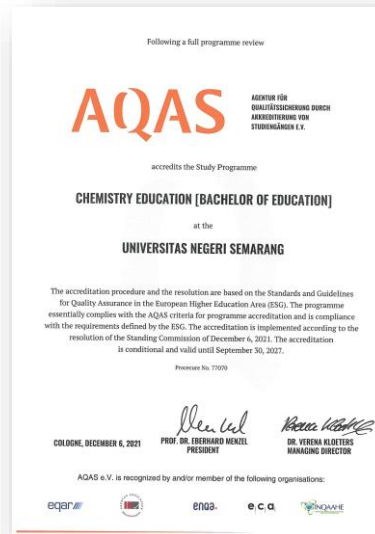 Following a full programme review
AQAS
AGENTUR FÜR
QUALITÄTSSICHERUNG DURCH
AKKREDITIERUNG VON
STUDIENGÄNGEN E.V.
accredits the Study Programme
CHEMISTRY EDUCATION [BACHELOR OF EDUCATION]
at the
UNIVERSITAS NEGERI SEMARANG
The accreditation procedure and the resolution are based on the Standards and Guidelines
for Quality Assurance in the European Higher Education Area (ESG). The programme
essentially complies with the AQAS criteria for programme accreditation and is compliance
with the requirements defined by the ESG. The accreditation is implemented according to the
resolution of the Standing Commission of December 6, 2021. The accreditation
is conditional and valid until September 30, 2027.
Procecure No. 77070
COLOGNE, DECEMBER 6, 2021
PROF. DR. EBERHARD MENZEL
PRESIDENT
DR. VERENA KLOETERS
MANAGING DIRECTOR
AQAS e.V. is recognized by and/or member of the following organisations:
eqar
enqa.
e.c.a
INQAAHE